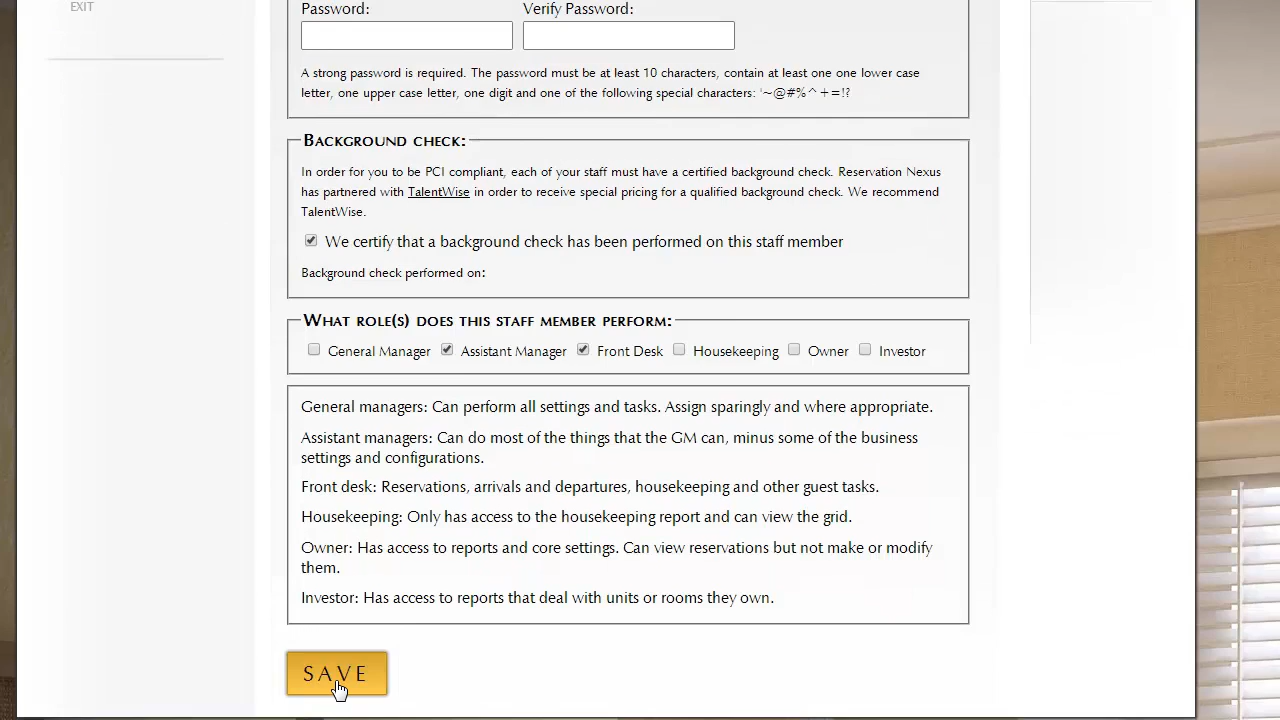 EXIT
Password: Verify Password:
A strong password is required. The password must be at least 10 characters, contain at least one one lower case
letter, one upper case letter, one digit and one of the following special characters: '~@#%^+=!?
BACKGROUND CHECK:
In order for you to be PCI compliant, each of your staff must have a certified background check. Reservation Nexus
has partnered with TalentWise in order to receive special pricing for a qualified background check. We recommend
TalentWise.
We certify that a background check has been performed on this staff member
Background check performed on:
WHAT ROLE(S) DOES THIS STAFF MEMBER PERFORM:
General Manager Assistant Manager Front Desk Housekeeping Owner Investor
General managers: Can perform all settings and tasks. Assign sparingly and where appropriate.
Assistant managers: Can do most of the things that the GM can, minus some of the business
settings and configurations.
Front desk: Reservations, arrivals and departures, housekeeping and other guest tasks.
Housekeeping: Only has access to the housekeeping report and can view the grid.
Owner: Has access to reports and core settings. Can view reservations but not make or modify
them.
Investor: Has access to reports that deal with units or rooms they own.
SAVE